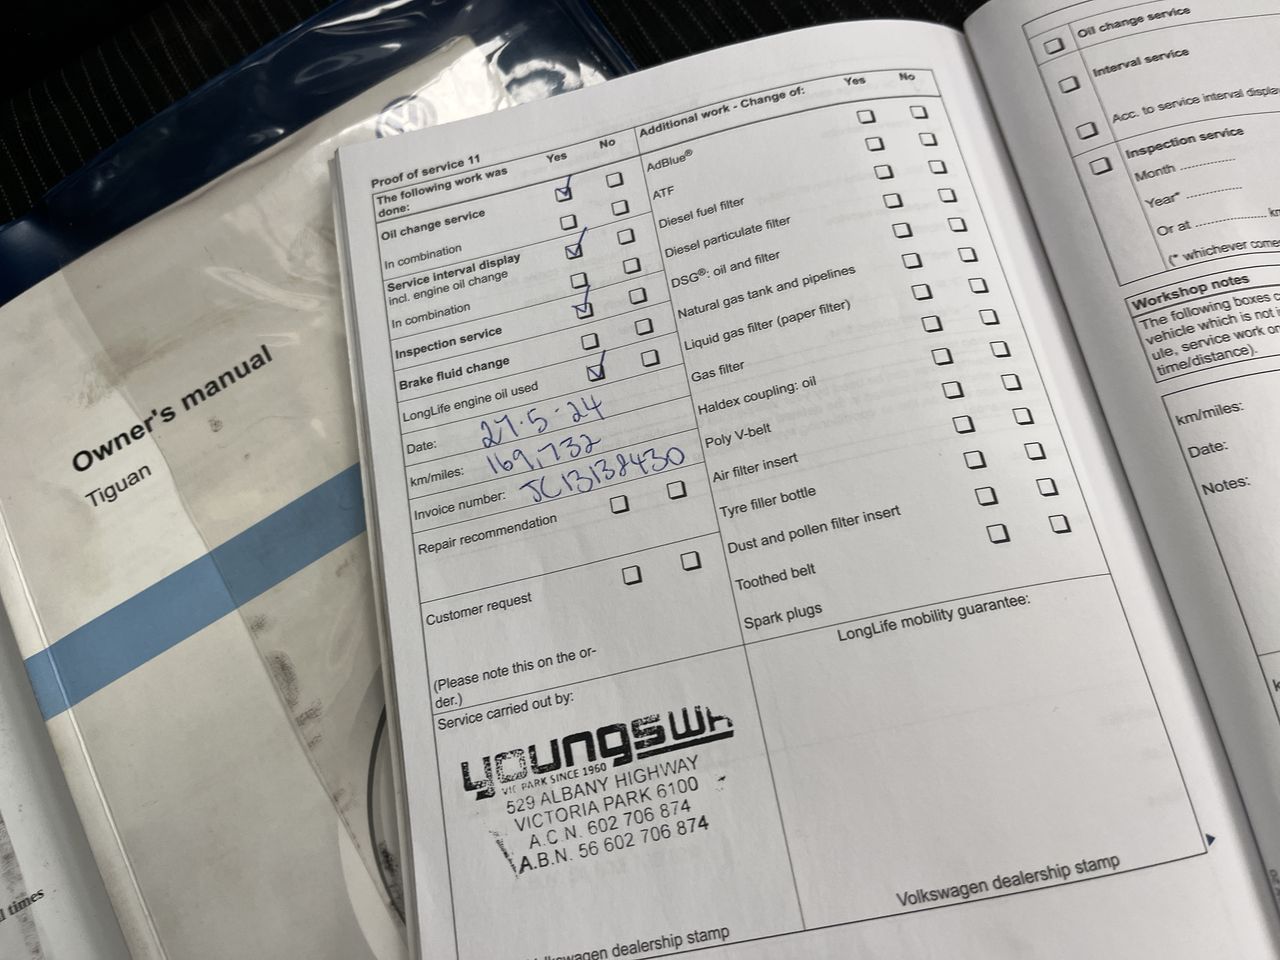 Owner's manual
Tiguan
times
Proof of service 11
The following work was done:
Yes
No
Oil change service
In combination
Service interval display
incl. engine oil change
In combination
Inspection service
Brake fluid change
LongLife engine oil used
Date: 27.5.24
km/miles: 169,732
Invoice number: JC13138430
Repair recommendation
Customer request
(Please note this on the or-
der.)
Service carried out by:
youngswh
VIC PARK SINCE 1960
529 ALBANY HIGHWAY
VICTORIA PARK 6100
A.C.N. 602 706 874
A.B.N. 56 602 706 874
dealership stamp
Additional work - Change of:
Yes
No
AdBlue®
ATF
Diesel fuel filter
Diesel particulate filter
DSG®: oil and filter
Natural gas tank and pipelines
Liquid gas filter (paper filter)
Gas filter
Haldex coupling: oil
Poly V-belt
Air filter insert
Tyre filler bottle
Dust and pollen filter insert
Toothed belt
Spark plugs
LongLife mobility guarantee:
Volkswagen dealership stamp
Oil change service
Interval service
Acc. to service interval
Inspection service
Month ..............
Year* ..............
Or at ..................
(* whichever
Workshop notes
The following boxes
vehicle which is not
ule, service work
time/distance).
km/miles:
Date:
Notes: